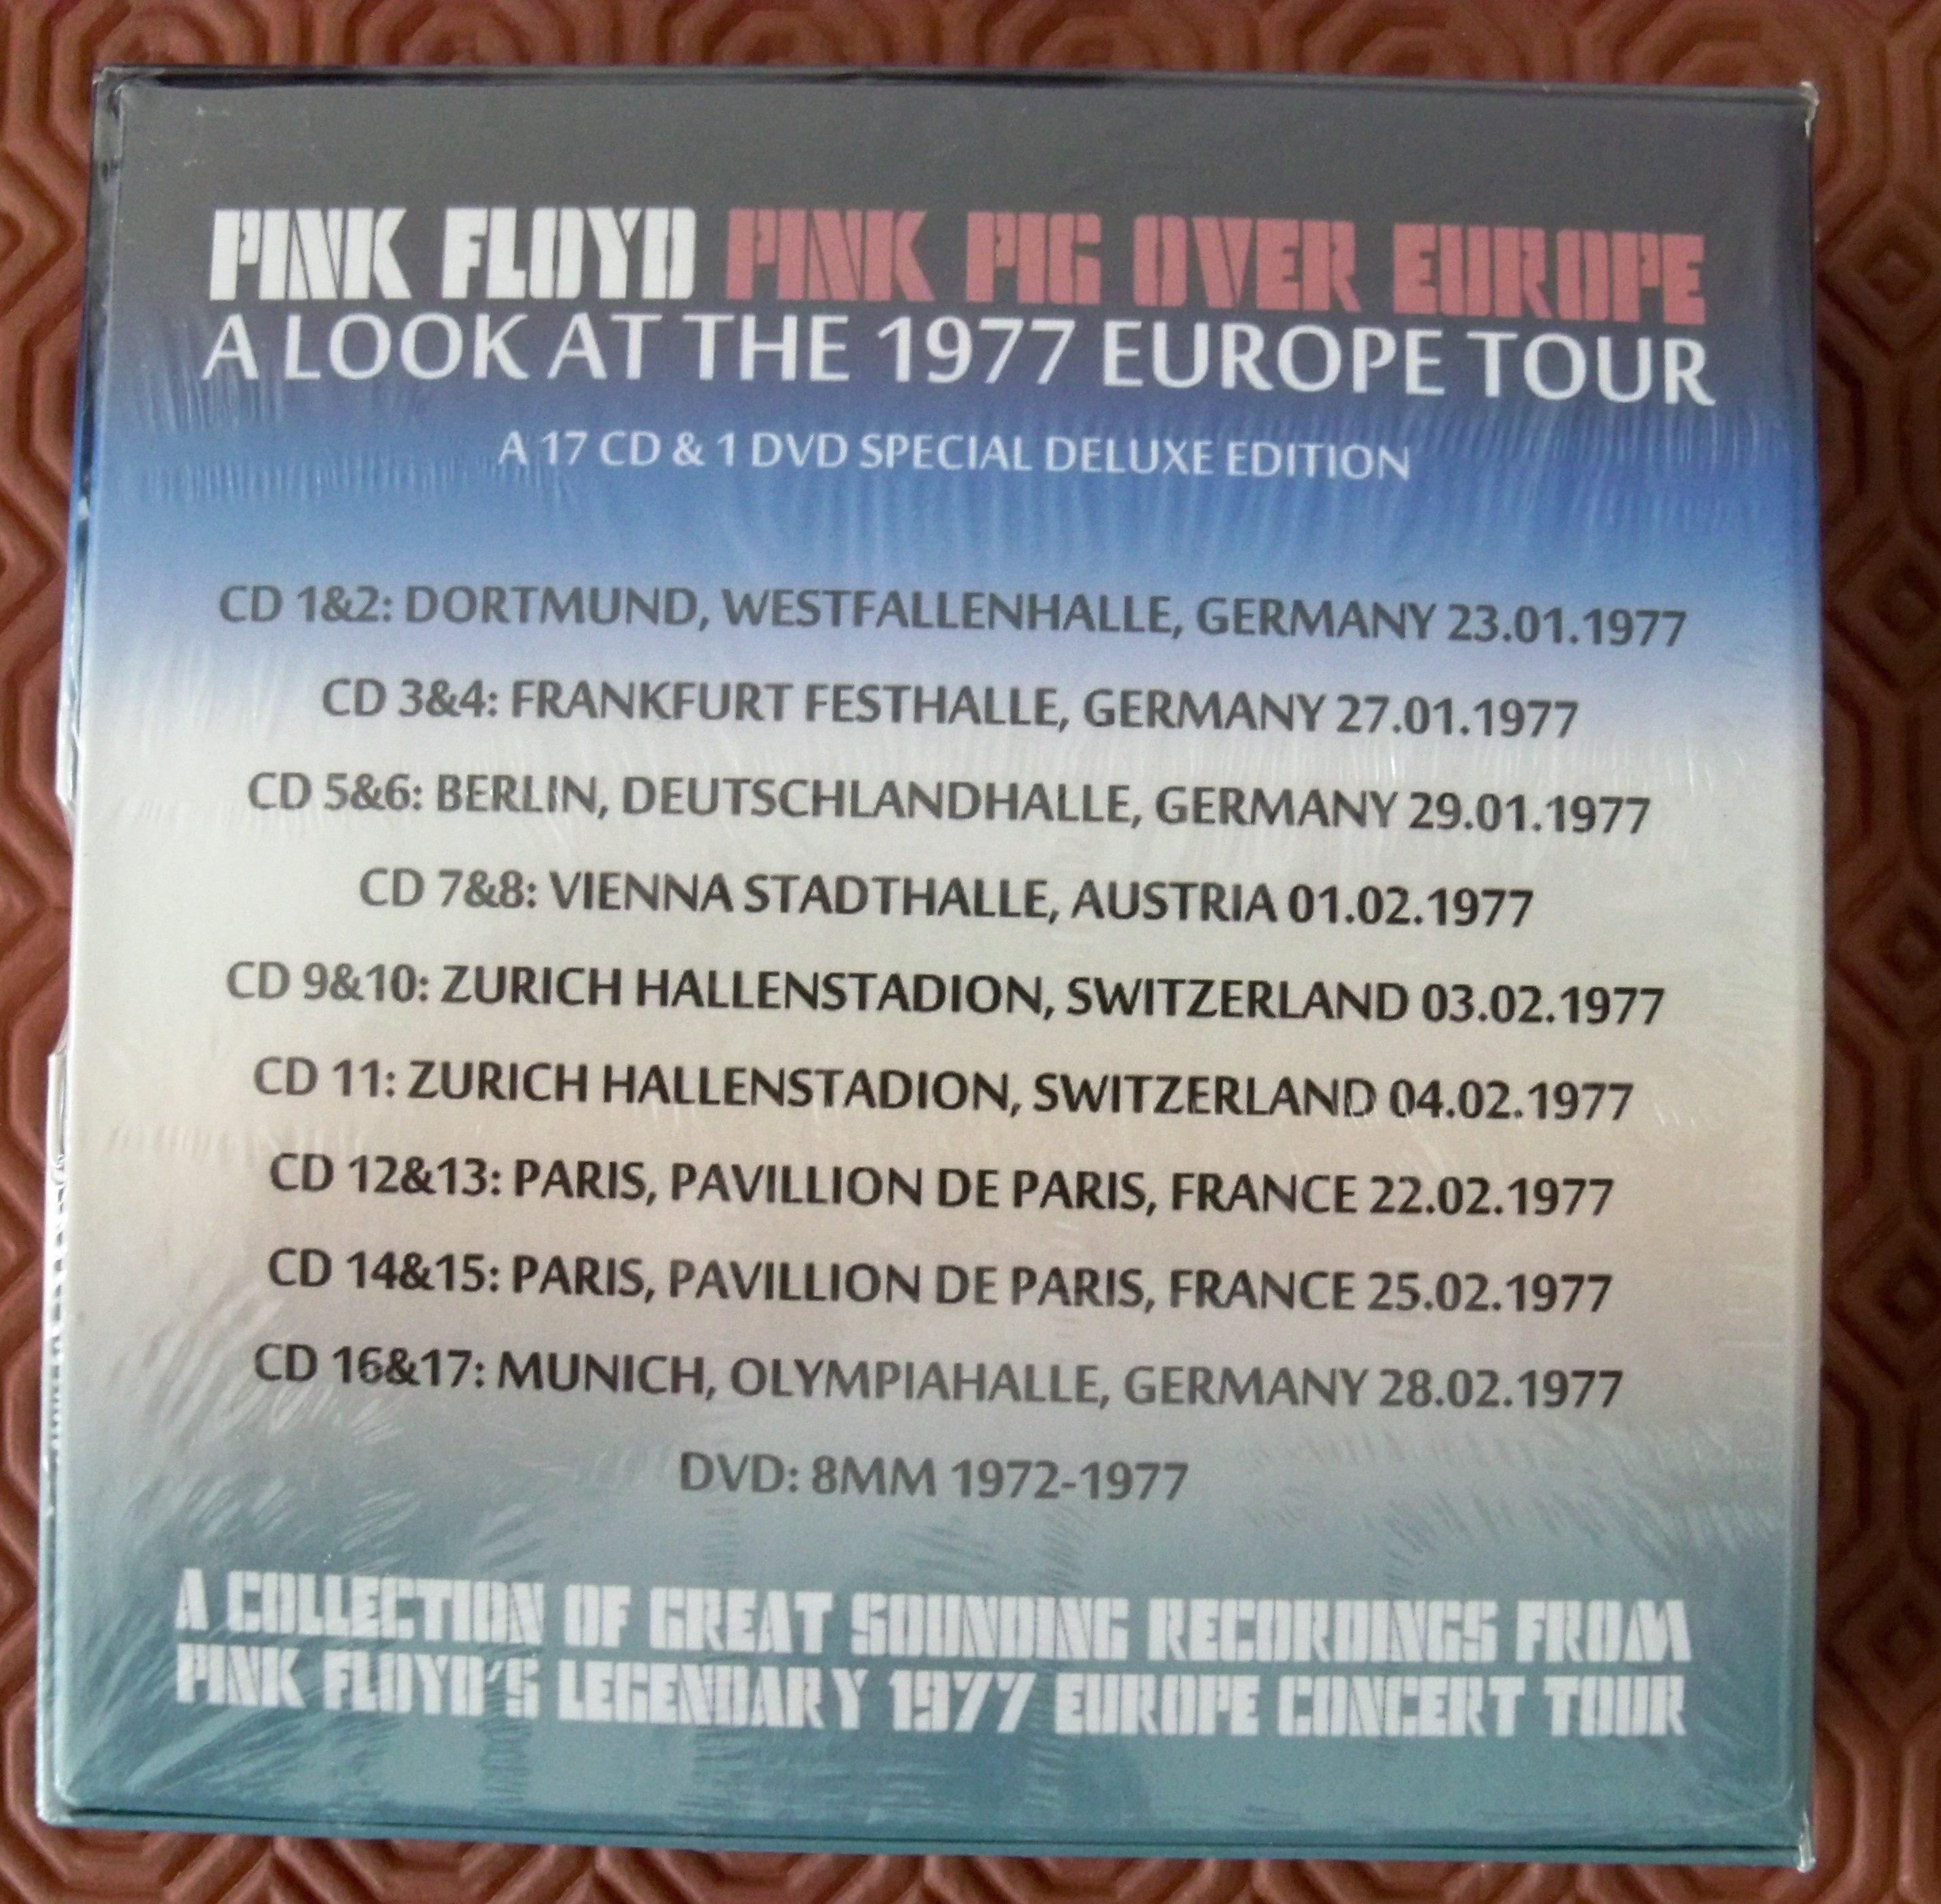 PINK FLOYD PINK PIG OVER EUROPE
A LOOK AT THE 1977 EUROPE TOUR
A 17 CD & 1 DVD SPECIAL DELUXE EDITION
CD 1&2: DORTMUND, WESTFALLENHALLE, GERMANY 23.01.1977
CD 3&4: FRANKFURT FESTHALLE, GERMANY 27.01.1977
CD 5&6: BERLIN, DEUTSCHLANDHALLE, GERMANY 29.01.1977
CD 7&8: VIENNA STADTHALLE, AUSTRIA 01.02.1977
CD 9&10: ZURICH HALLENSTADION, SWITZERLAND 03.02.1977
CD 11: ZURICH HALLENSTADION, SWITZERLAND 04.02.1977
CD 12&13: PARIS, PAVILLION DE PARIS, FRANCE 22.02.1977
CD 14&15: PARIS, PAVILLION DE PARIS, FRANCE 25.02.1977
CD 16&17: MUNICH, OLYMPIAHALLE, GERMANY 28.02.1977
DVD: 8MM 1972-1977
A COLLECTION OF GREAT SOUNDING RECORDINGS FROM
PINK FLOYD'S LEGENDARY 1977 EUROPE CONCERT TOUR